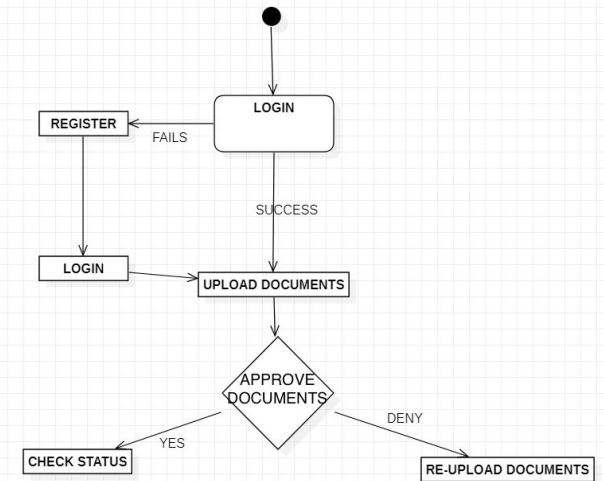 LOGIN
REGISTER
FAILS
SUCCESS
LOGIN
UPLOAD DOCUMENTS
APPROVE
DOCUMENTS
DENY
YES
CHECK STATUS
RE-UPLOAD DOCUMENTS